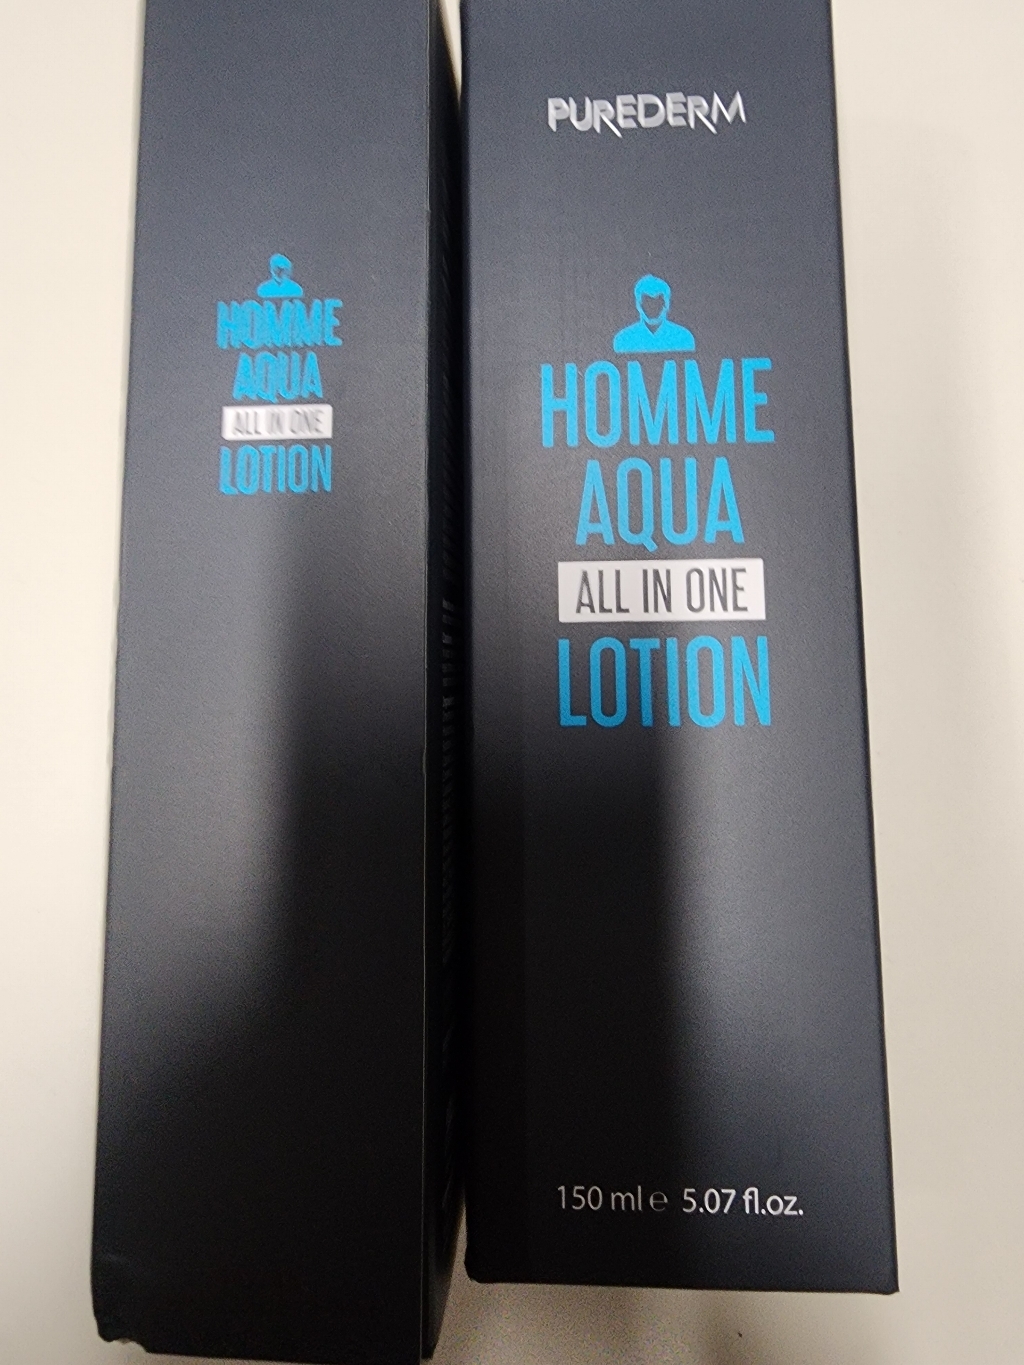 HOMME
AQUA
ALL IN ONE
LOTION
PUREDERM
HOMME
AQUA
ALL IN ONE
LOTION
150 ml ℮ 5.07 fl.oz.